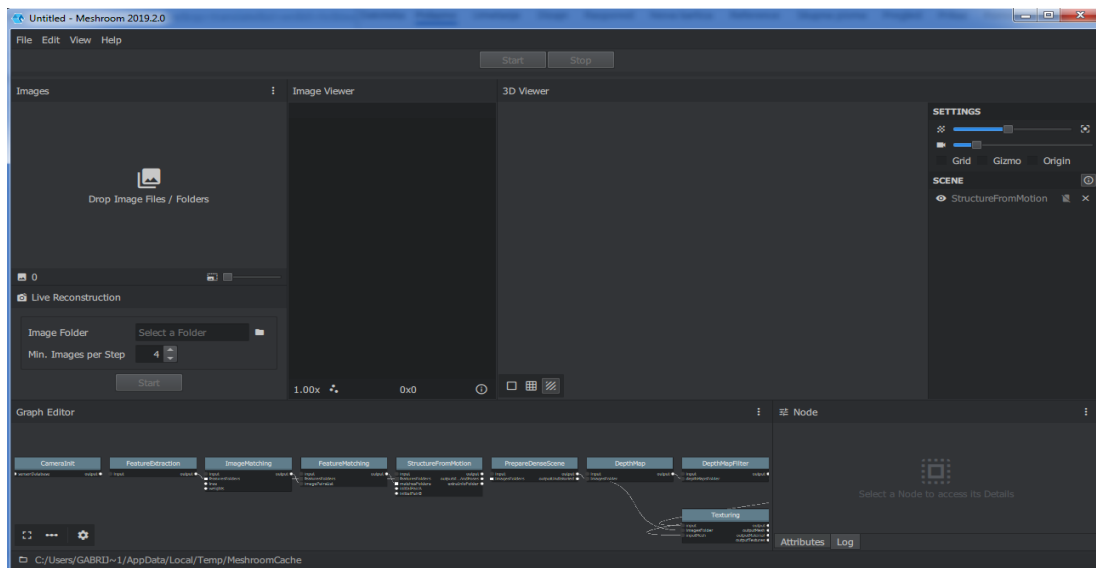 Untitled - Meshroom 2019.2.0
File Edit View Help
Start Stop
Images
Image Viewer
3D Viewer
SETTINGS
Grid Gizmo Origin
SCENE
StructureFromMotion
Drop Image Files / Folders
0
Live Reconstruction
Image Folder Select a Folder
Min. Images per Step 4
Start
1.00x 0x0
Graph Editor
Node
CameraInit FeatureExtraction ImageMatching FeatureMatching StructureFromMotion PrepareDenseScene DepthMap DepthMapFilter
Texturing
Select a Node to access its Details
Attributes Log
C:/Users/GABRIJ~1/AppData/Local/Temp/MeshroomCache